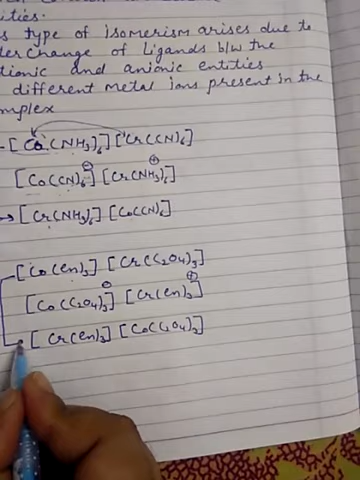 ities.
s type of isomerism arises due to
ter change of Ligands b/w the
tionic and anionic entities
different metal ions present in the
mplex
[Co(NH3)6][Cr(CN)6]
[Co(CN)6]⊖[Cr(NH3)6]⊕
→[Cr(NH3)6][Co(CN)6]
[Co(en)3][Cr(C2O4)3]
[Co(C2O4)3]⊖[Cr(en)3]⊕
[Cr(en)3][Co(C2O4)3]